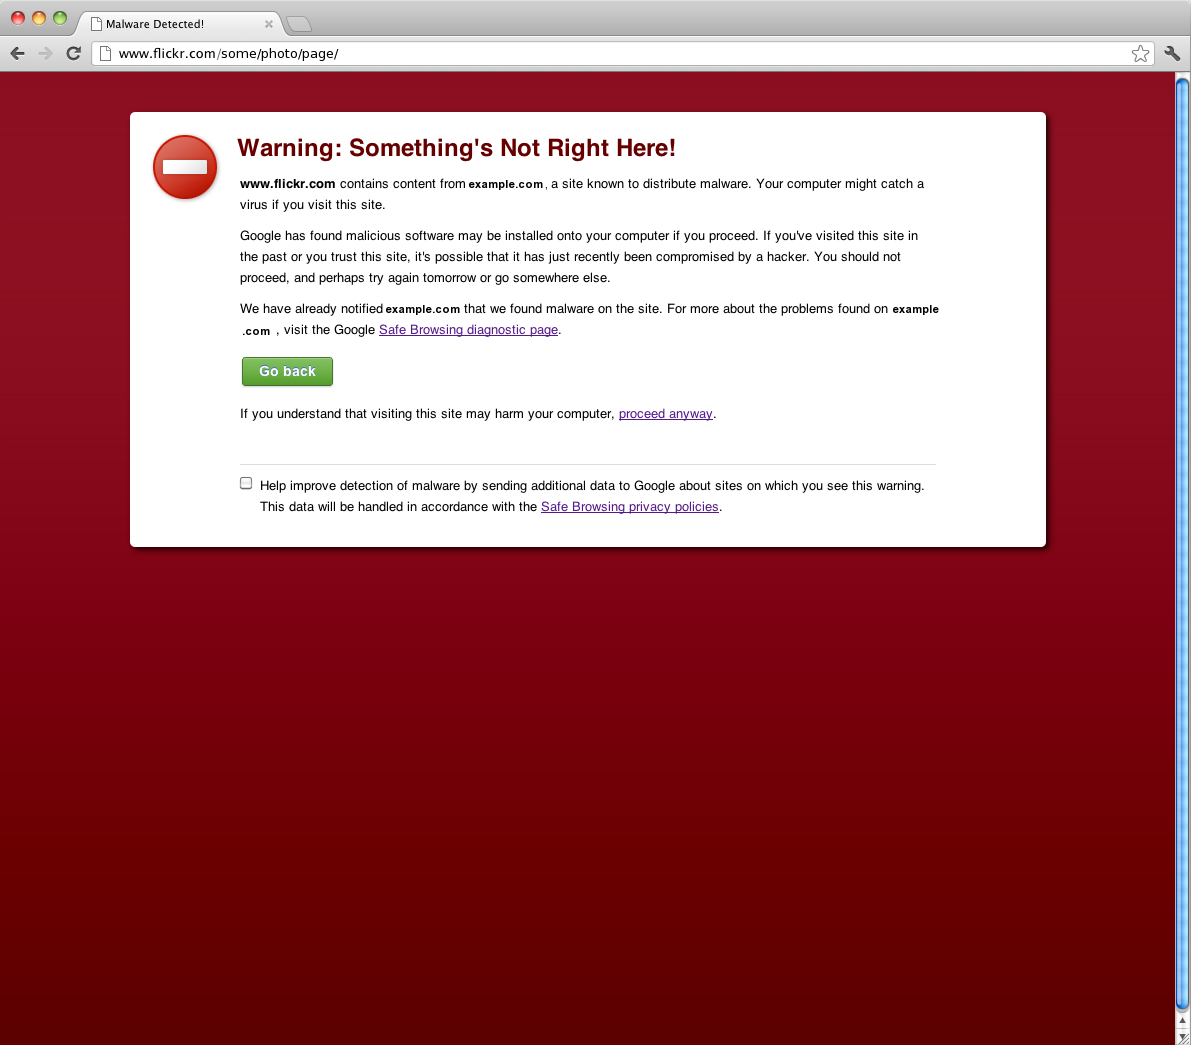 Malware Detected!
www.flickr.com/some/photo/page/
Warning: Something's Not Right Here!
www.flickr.com contains content from example.com, a site known to distribute malware. Your computer might catch a
virus if you visit this site.
Google has found malicious software may be installed onto your computer if you proceed. If you've visited this site in
the past or you trust this site, it's possible that it has just recently been compromised by a hacker. You should not
proceed, and perhaps try again tomorrow or go somewhere else.
We have already notified example.com that we found malware on the site. For more about the problems found on example
.com , visit the Google Safe Browsing diagnostic page.
Go back
If you understand that visiting this site may harm your computer, proceed anyway.
Help improve detection of malware by sending additional data to Google about sites on which you see this warning.
This data will be handled in accordance with the Safe Browsing privacy policies.